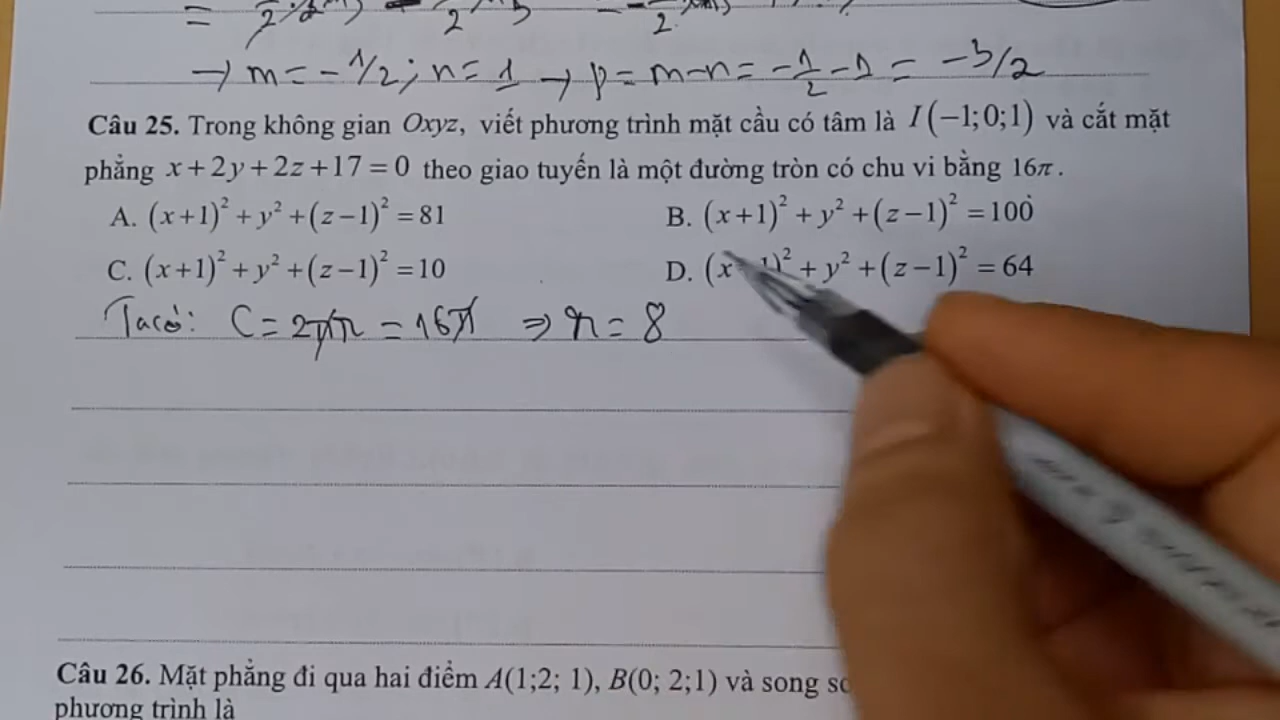 → m = -1/2; n = 1 → p = m-n = -1/2 - 1 = -3/2
Câu 25. Trong không gian Oxyz, viết phương trình mặt cầu có tâm là I(−1;0;1) và cắt mặt
phẳng x+2y+2z+17=0 theo giao tuyến là một đường tròn có chu vi bằng 16π.
A. (x+1)²+y²+(z−1)²=81 B. (x+1)²+y²+(z−1)²=100
C. (x+1)²+y²+(z−1)²=10 D. (x+1)²+y²+(z−1)²=64
Ta có: C = 2πr = 16π ⇒ r = 8
Câu 26. Mặt phẳng đi qua hai điểm A(1;2; 1), B(0; 2;1) và song
phương trình là